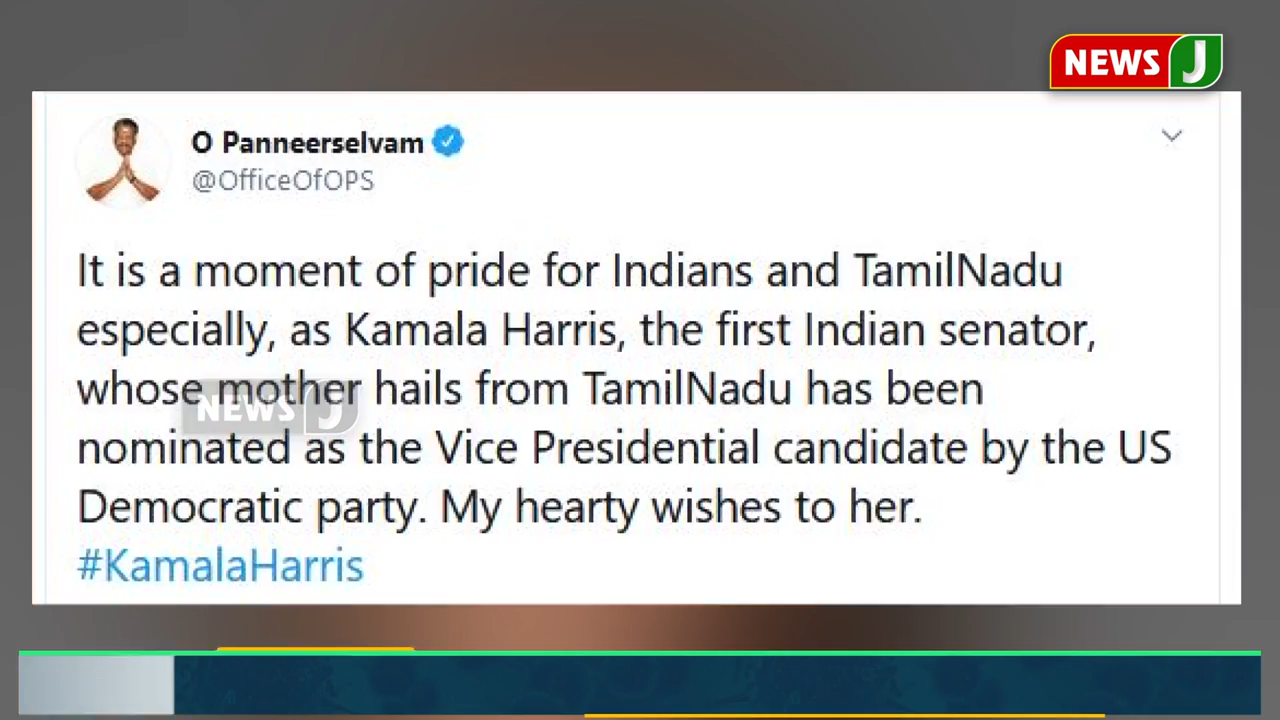 NEWS J
O Panneerselvam
@OfficeOfOPS
It is a moment of pride for Indians and TamilNadu
especially, as Kamala Harris, the first Indian senator,
whose mother hails from TamilNadu has been
NEWS J
nominated as the Vice Presidential candidate by the US
Democratic party. My hearty wishes to her.
#KamalaHarris